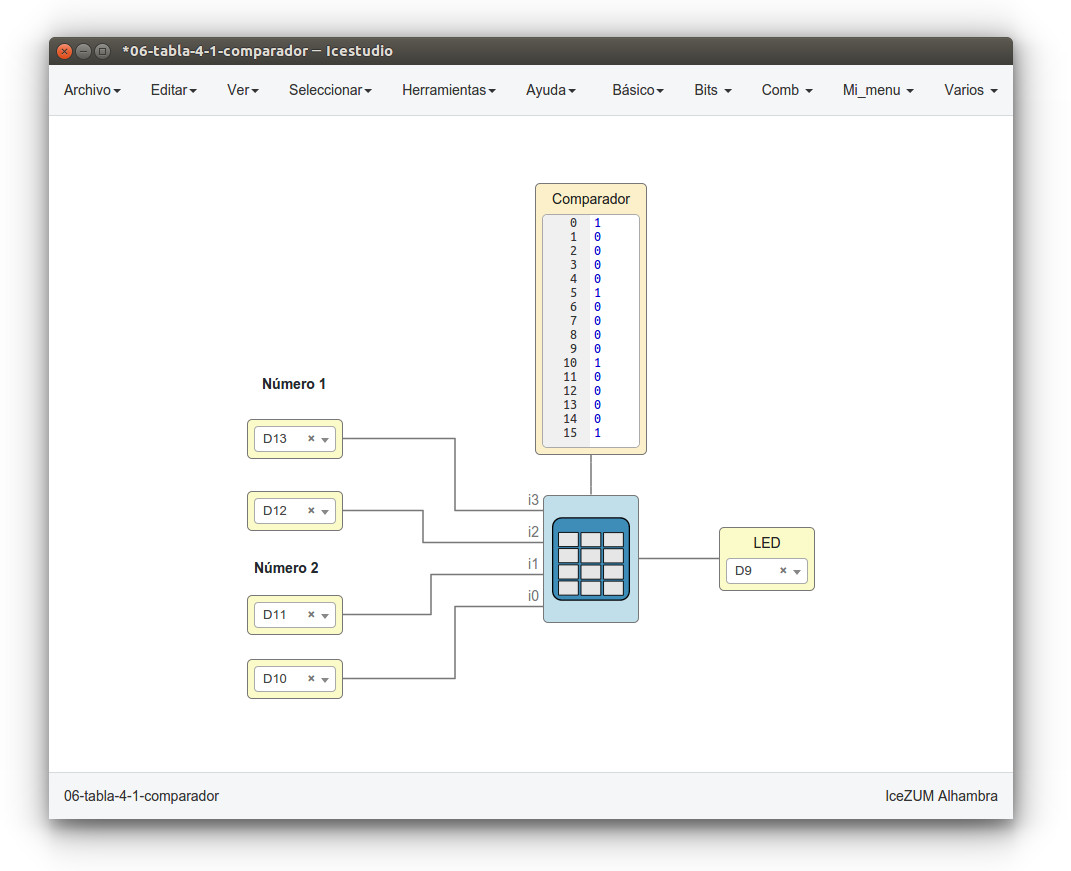 *06-tabla-4-1-comparador – Icestudio
Archivo Editar Ver Seleccionar Herramientas Ayuda Básico Bits Comb Mi_menu Varios
Comparador
0 1
1 0
2 0
3 0
4 0
5 1
6 0
7 0
8 0
9 0
10 1
11 0
12 0
13 0
14 0
15 1
Número 1
D13
D12
Número 2
D11
D10
i3
i2
i1
i0
LED
D9
06-tabla-4-1-comparador
IceZUM Alhambra